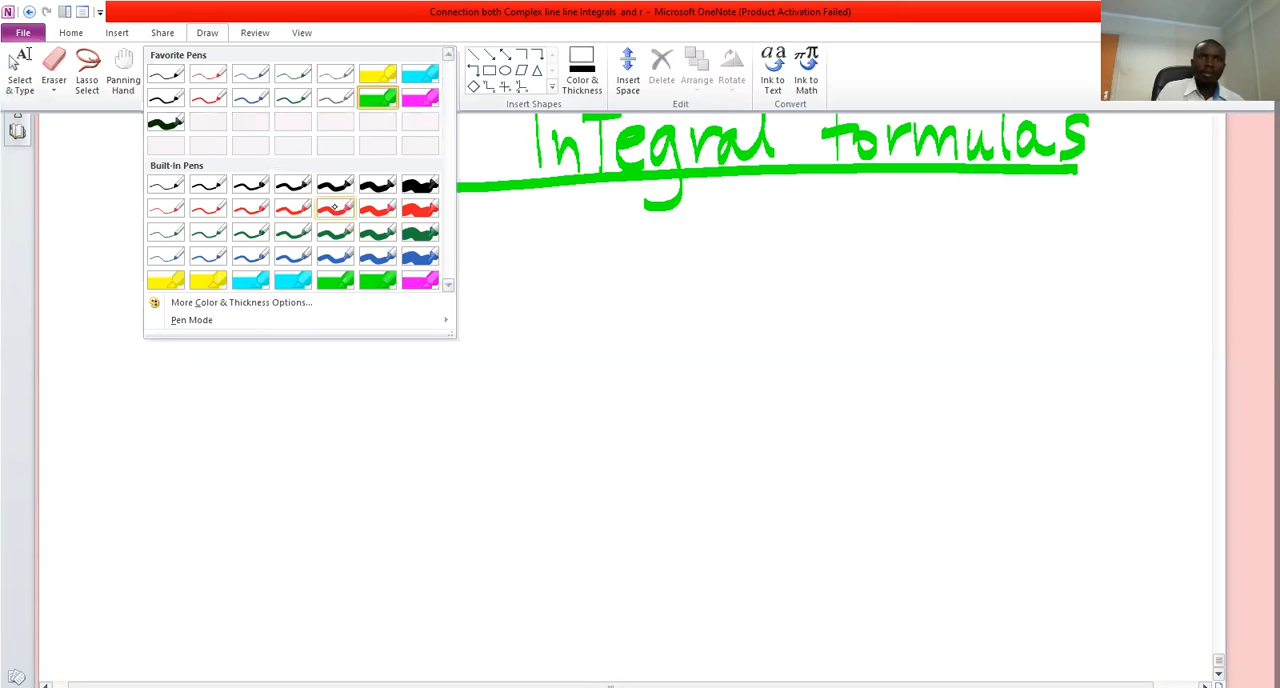 Connection both Complex line line Integrals and r - Microsoft OneNote (Product Activation Failed)
File Home Insert Share Draw Review View
Select & Type
Eraser
Lasso Select
Panning Hand
Favorite Pens
Built-In Pens
More Color & Thickness Options...
Pen Mode
Insert Shapes
Color & Thickness
Insert Space
Delete
Arrange
Rotate
Edit
Ink to Text
Ink to Math
Convert
Integral formulas